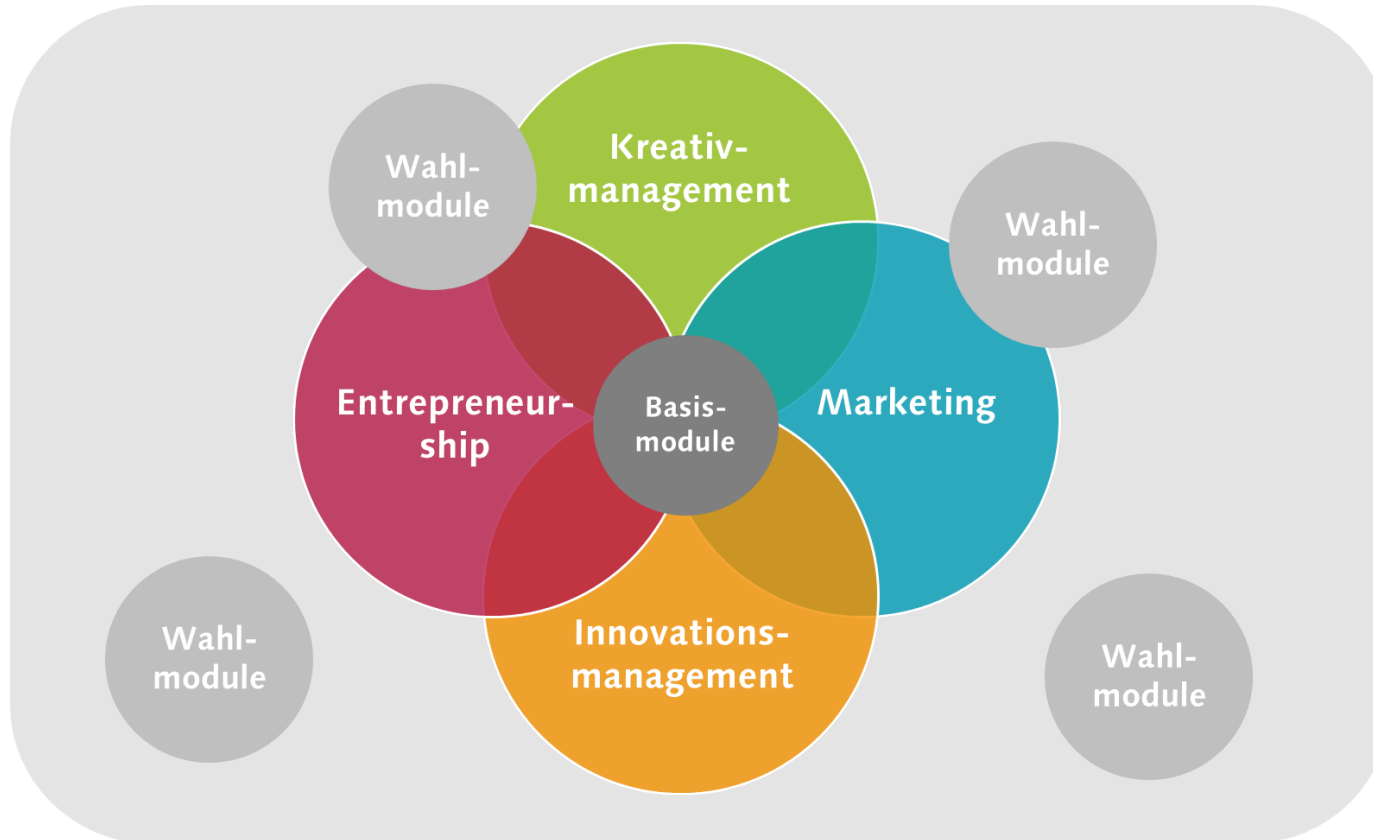 Kreativ-
management
Wahl-
module
Wahl-
module
Entrepreneur-
ship
Basis-
module
Marketing
Innovations-
management
Wahl-
module
Wahl-
module